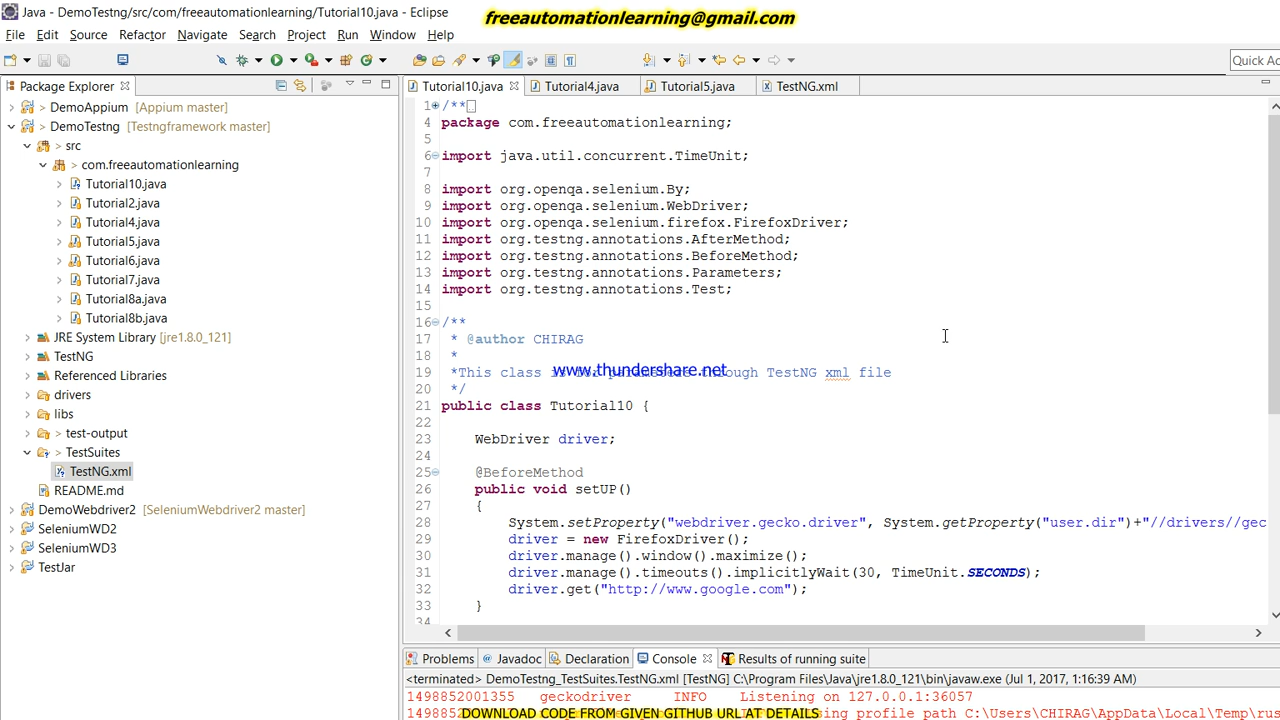 Java - DemoTestng/src/com/freeautomationlearning/Tutorial10.java - Eclipse
freeautomationlearning@gmail.com
File Edit Source Refactor Navigate Search Project Run Window Help
Quick Ac
Package Explorer
Tutorial10.java Tutorial4.java Tutorial5.java TestNG.xml
> DemoAppium [Appium master]
> DemoTestng [Testngframework master]
> src
> com.freeautomationlearning
Tutorial10.java
Tutorial2.java
Tutorial4.java
Tutorial5.java
Tutorial6.java
Tutorial7.java
Tutorial8a.java
Tutorial8b.java
JRE System Library [jre1.8.0_121]
TestNG
Referenced Libraries
drivers
libs
> test-output
> TestSuites
TestNG.xml
README.md
DemoWebdriver2 [SeleniumWebdriver2 master]
SeleniumWD2
SeleniumWD3
TestJar
1 /**
4 package com.freeautomationlearning;
5
6 import java.util.concurrent.TimeUnit;
7
8 import org.openqa.selenium.By;
9 import org.openqa.selenium.WebDriver;
10 import org.openqa.selenium.firefox.FirefoxDriver;
11 import org.testng.annotations.AfterMethod;
12 import org.testng.annotations.BeforeMethod;
13 import org.testng.annotations.Parameters;
14 import org.testng.annotations.Test;
15
16 /**
17 * @author CHIRAG
18 *
19 *This class through TestNG xml file
www.thundershare.net
20 */
21 public class Tutorial10 {
22
23 WebDriver driver;
24
25 @BeforeMethod
26 public void setUP()
27 {
28 System.setProperty("webdriver.gecko.driver", System.getProperty("user.dir")+"//drivers//gec
29 driver = new FirefoxDriver();
30 driver.manage().window().maximize();
31 driver.manage().timeouts().implicitlyWait(30, TimeUnit.SECONDS);
32 driver.get("http://www.google.com");
33 }
34
Problems Javadoc Declaration Console Results of running suite
<terminated> DemoTestng_TestSuites.TestNG.xml [TestNG] C:\Program Files\Java\jre1.8.0_121\bin\javaw.exe (Jul 1, 2017, 1:16:39 AM)
1498852001355 geckodriver INFO Listening on 127.0.0.1:36057
profile path C:\Users\CHIRAG\AppData\Local\Temp\rus
DOWNLOAD CODE FROM GIVEN GITHUB URL AT DETAILS